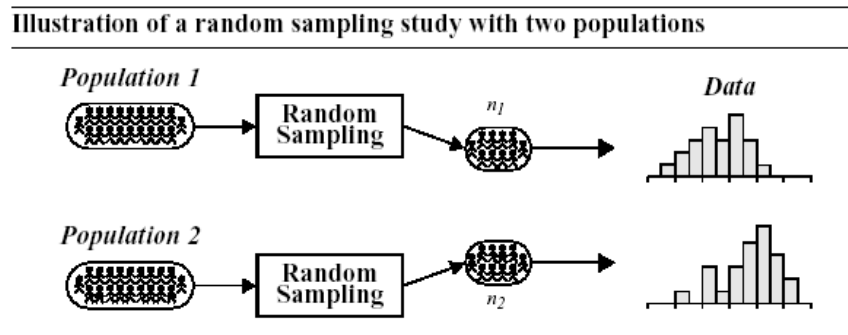 Illustration of a random sampling study with two populations
Population 1
Random
Sampling
n1
Data
Population 2
Random
Sampling
n2